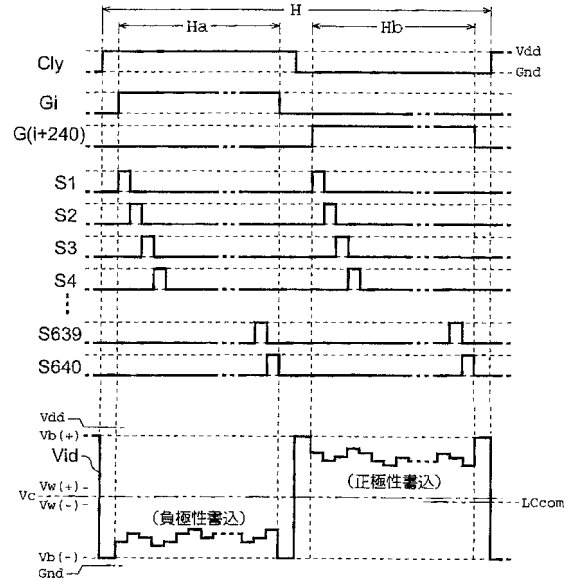 H
Ha Hb
Cly Vdd
Gnd
Gi
G(i+240)
S1
S2
S3
S4
S639
S640
Vdd
Vb(+)
Vid
Vw(+)
Vc
Vw(-)
(正極性書込)
LCcom
(負極性書込)
Vb(-)
Gnd